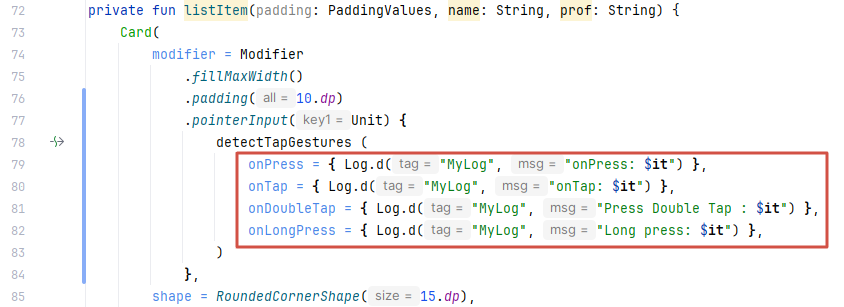 72 private fun listItem(padding: PaddingValues, name: String, prof: String) {
73 Card(
74 modifier = Modifier
75 .fillMaxWidth()
76 .padding( all = 10.dp)
77 .pointerInput( key1 = Unit) {
78 detectTapGestures (
79 onPress = { Log.d( tag = "MyLog", msg = "onPress: $it") },
80 onTap = { Log.d( tag = "MyLog", msg = "onTap: $it") },
81 onDoubleTap = { Log.d( tag = "MyLog", msg = "Press Double Tap : $it") },
82 onLongPress = { Log.d( tag = "MyLog", msg = "Long press: $it") },
83 )
84 },
85 shape = RoundedCornerShape( size = 15.dp),